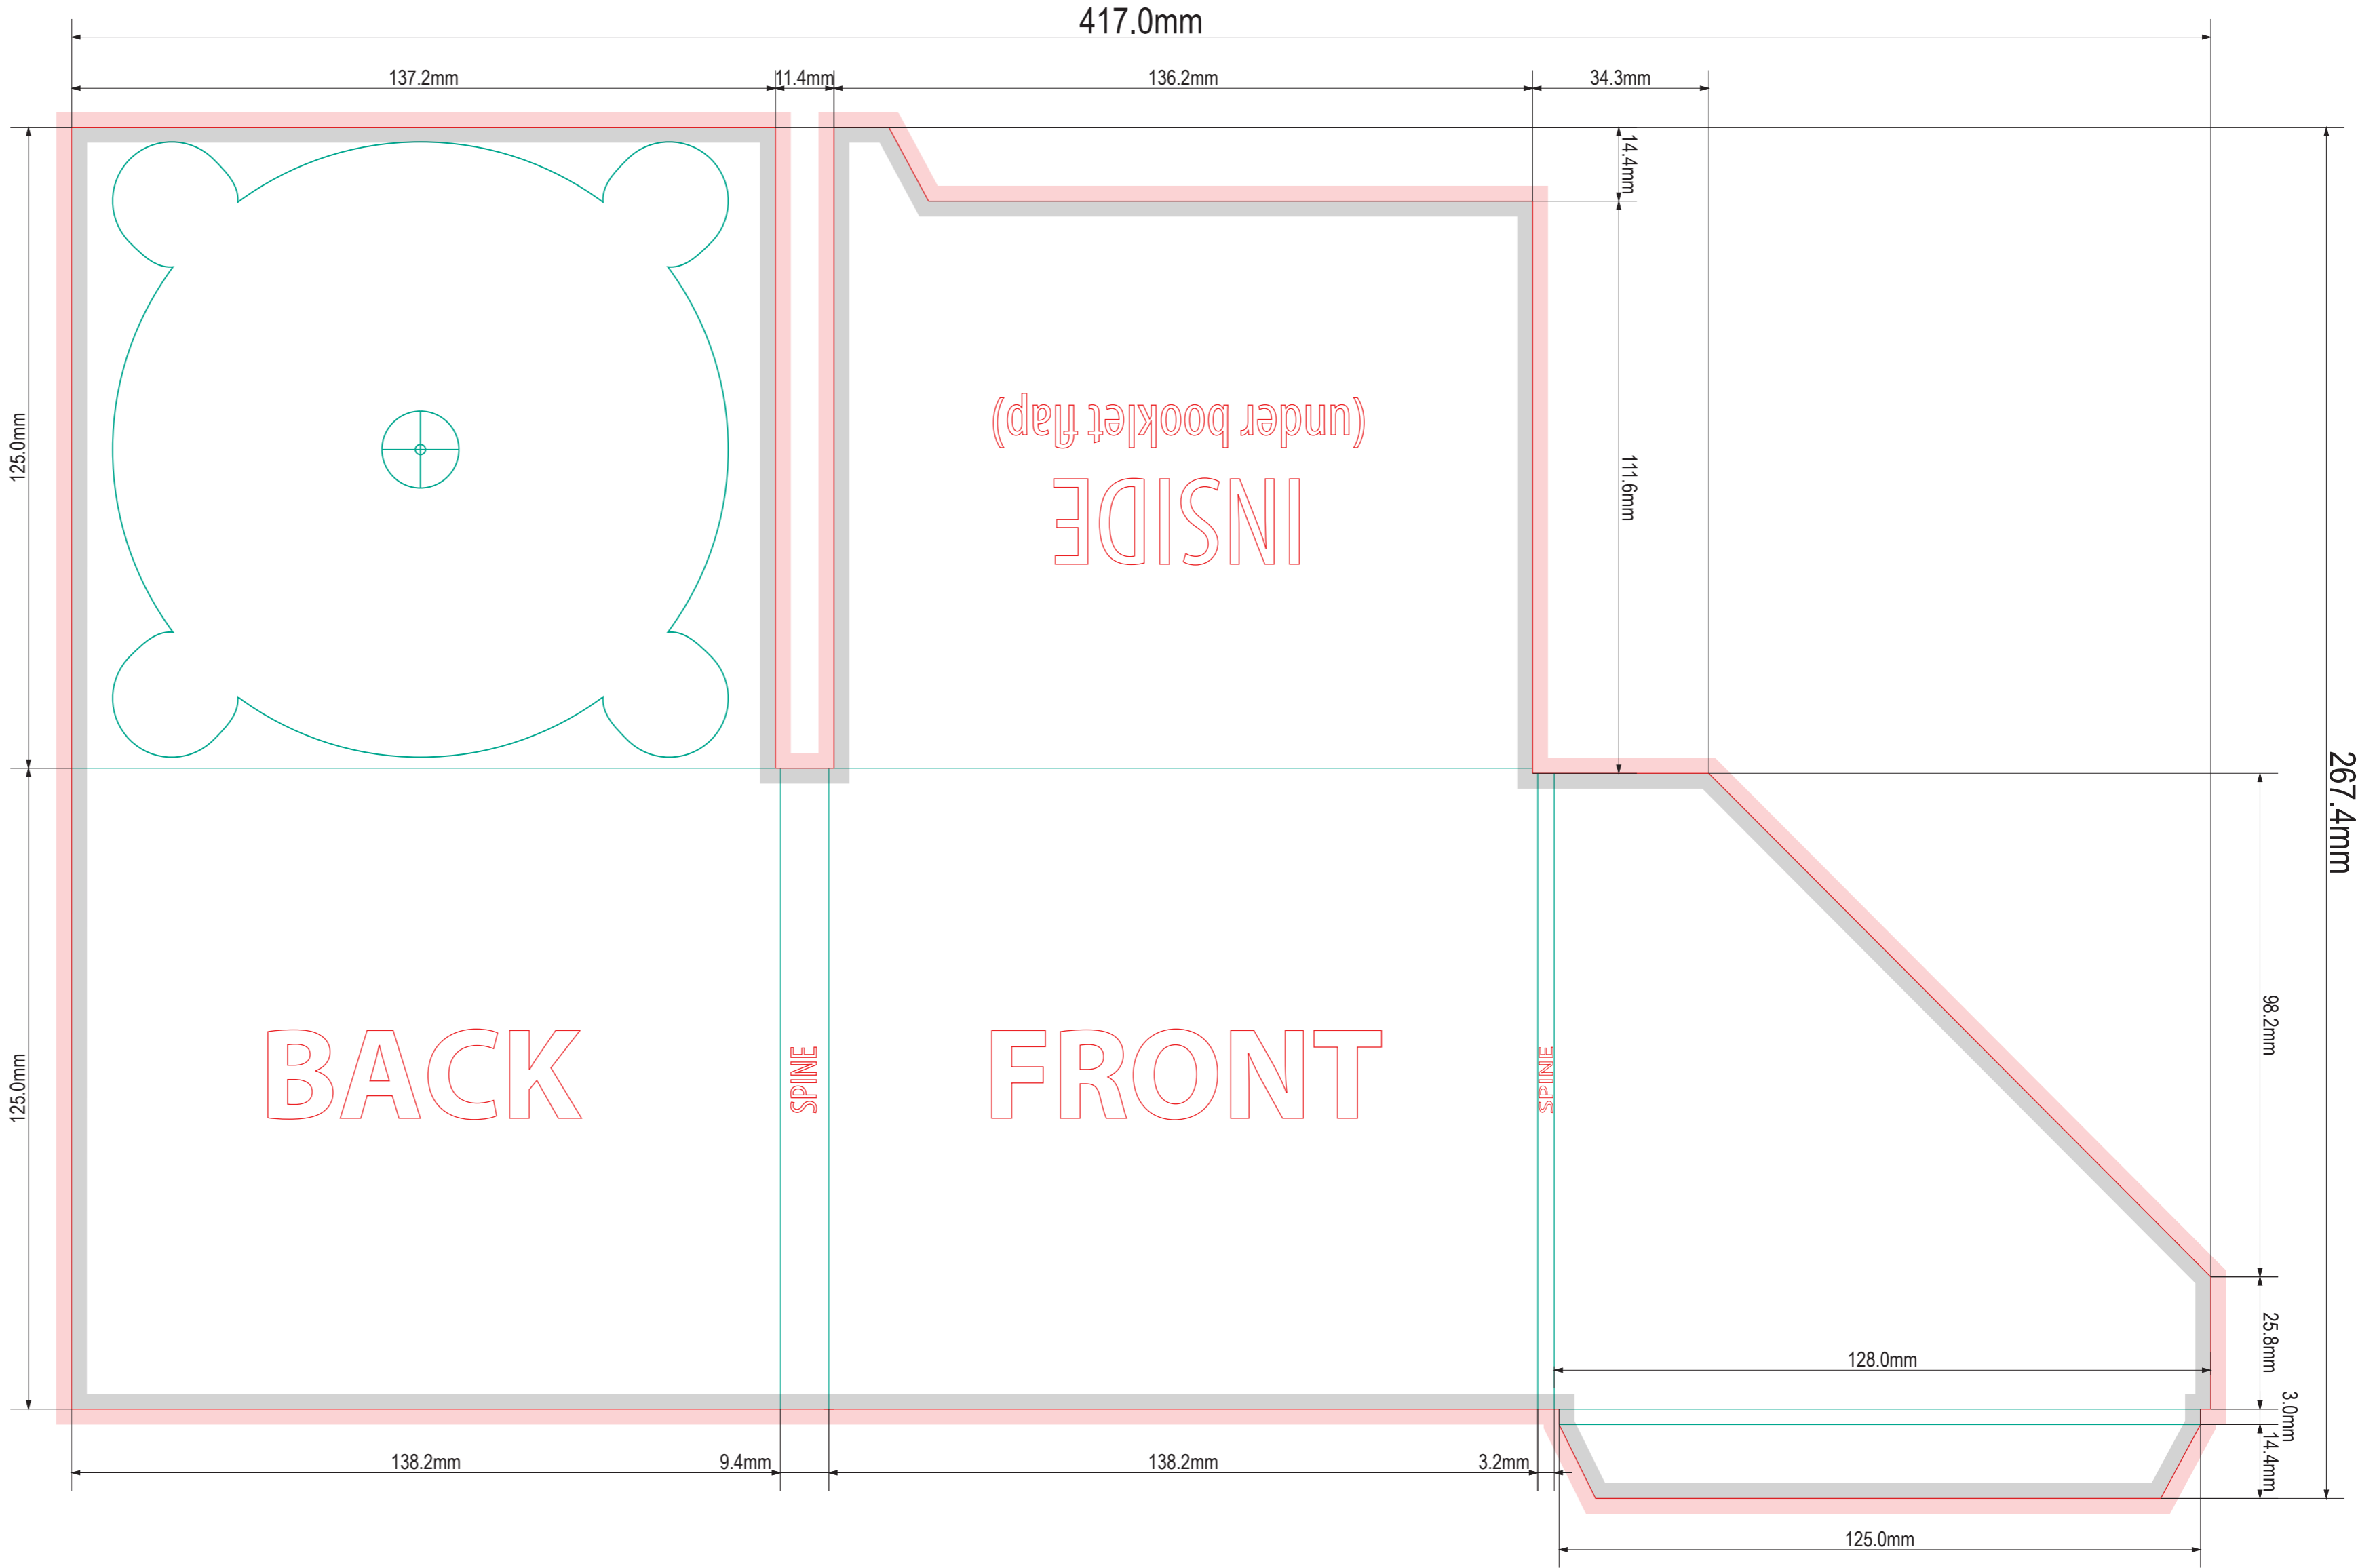 417.0mm
137.2mm
11.4mm
136.2mm
34.3mm
14.4mm
125.0mm
(under booklet flap)
INSIDE
111.6mm
267.4mm
98.2mm
BACK
SPINE
FRONT
SPINE
125.0mm
25.8mm
128.0mm
3.0mm
14.4mm
138.2mm
9.4mm
138.2mm
3.2mm
125.0mm